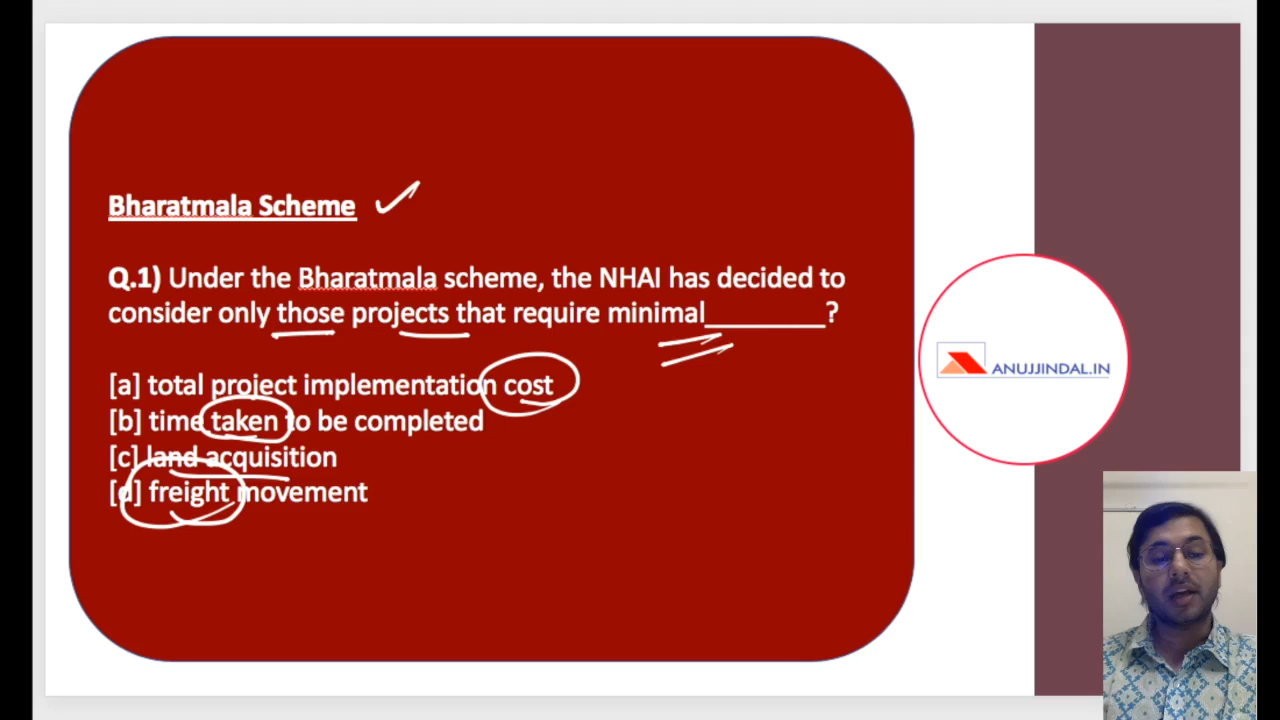 Bharatmala Scheme
Q.1) Under the Bharatmala scheme, the NHAI has decided to
consider only those projects that require minimal________?
[a] total project implementation cost
[b] time taken to be completed
[c] land acquisition
[d] freight movement
ANUJJINDAL.IN